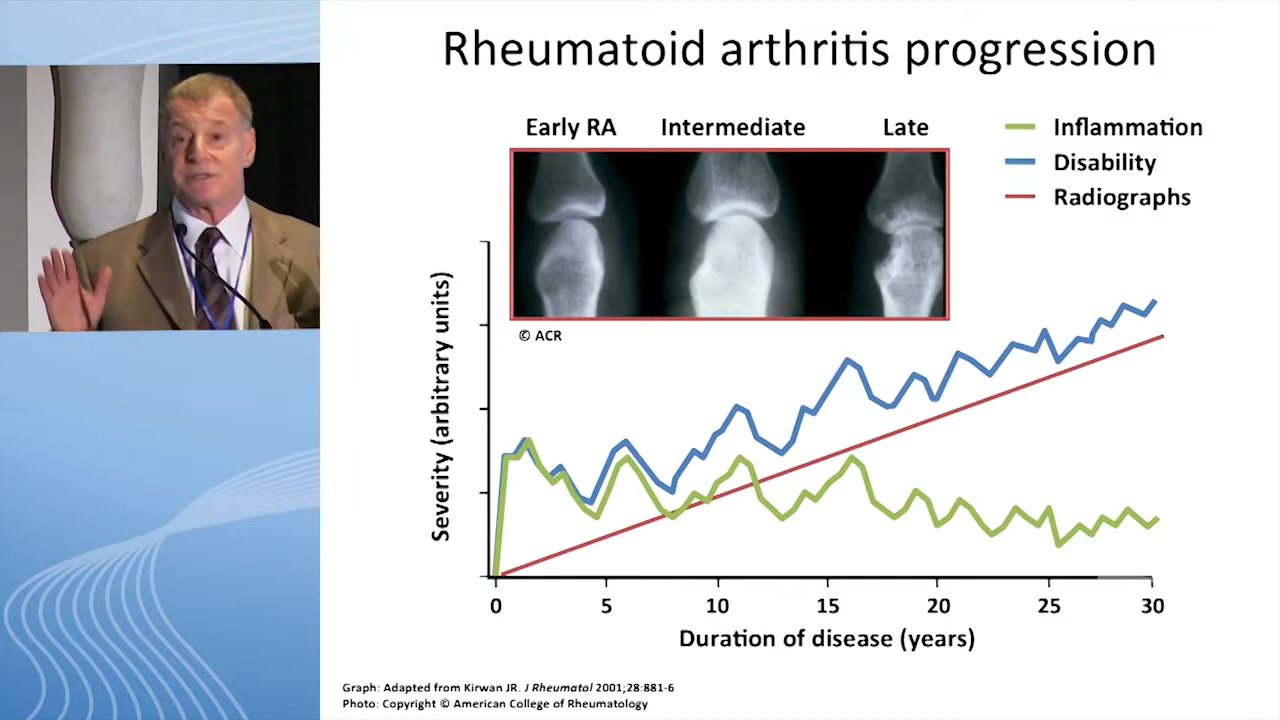 Rheumatoid arthritis progression
Early RA Intermediate Late
Inflammation
Disability
Radiographs
© ACR
Severity (arbitrary units)
0 5 10 15 20 25 30
Duration of disease (years)
Graph: Adapted from Kirwan JR. J Rheumatol 2001;28:881-6
Photo: Copyright © American College of Rheumatology